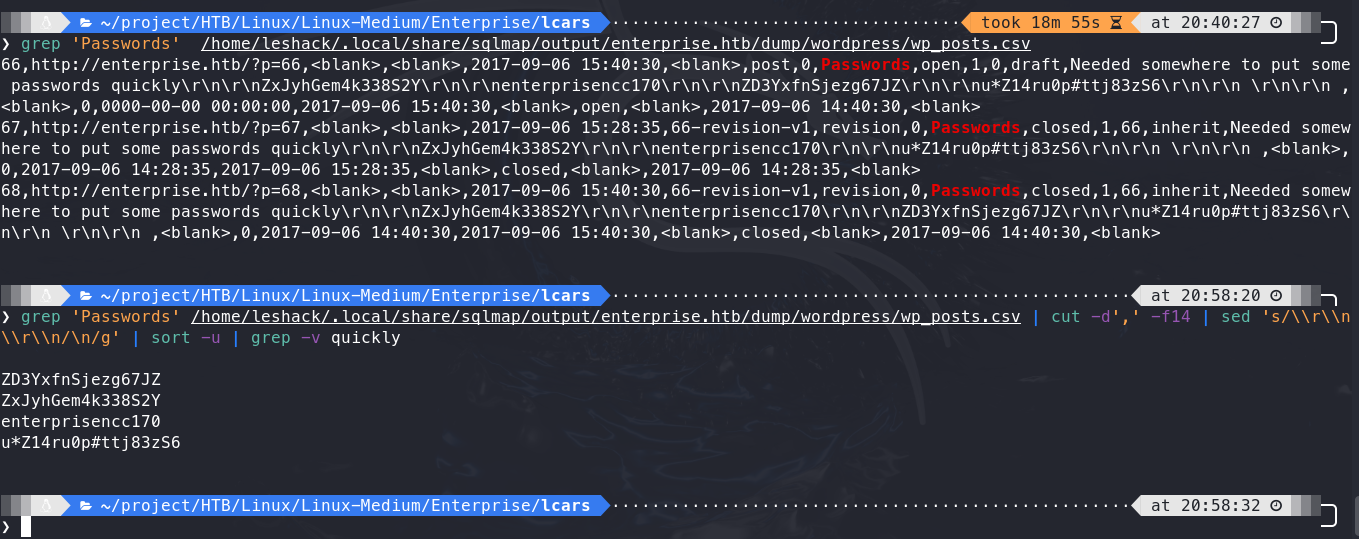 ~/project/HTB/Linux/Linux-Medium/Enterprise/lcars took 18m 55s at 20:40:27
❯ grep 'Passwords'  /home/leshack/.local/share/sqlmap/output/enterprise.htb/dump/wordpress/wp_posts.csv
66,http://enterprise.htb/?p=66,<blank>,<blank>,2017-09-06 15:40:30,<blank>,post,0,Passwords,open,1,0,draft,Needed somewhere to put some
 passwords quickly\r\n\r\nZxJyhGem4k338S2Y\r\n\r\nenterprisencc170\r\n\r\nZD3YxfnSjezg67JZ\r\n\r\nu*Z14ru0p#ttj83zS6\r\n\r\n \r\n\r\n ,
<blank>,0,0000-00-00 00:00:00,2017-09-06 15:40:30,<blank>,open,<blank>,2017-09-06 14:40:30,<blank>
67,http://enterprise.htb/?p=67,<blank>,<blank>,2017-09-06 15:28:35,66-revision-v1,revision,0,Passwords,closed,1,66,inherit,Needed somew
here to put some passwords quickly\r\n\r\nZxJyhGem4k338S2Y\r\n\r\nenterprisencc170\r\n\r\nu*Z14ru0p#ttj83zS6\r\n\r\n \r\n\r\n ,<blank>,
0,2017-09-06 14:28:35,2017-09-06 15:28:35,<blank>,closed,<blank>,2017-09-06 14:28:35,<blank>
68,http://enterprise.htb/?p=68,<blank>,<blank>,2017-09-06 15:40:30,66-revision-v1,revision,0,Passwords,closed,1,66,inherit,Needed somew
here to put some passwords quickly\r\n\r\nZxJyhGem4k338S2Y\r\n\r\nenterprisencc170\r\n\r\nZD3YxfnSjezg67JZ\r\n\r\nu*Z14ru0p#ttj83zS6\r\
n\r\n \r\n\r\n ,<blank>,0,2017-09-06 14:40:30,2017-09-06 15:40:30,<blank>,closed,<blank>,2017-09-06 14:40:30,<blank>
~/project/HTB/Linux/Linux-Medium/Enterprise/lcars at 20:58:20
❯ grep 'Passwords' /home/leshack/.local/share/sqlmap/output/enterprise.htb/dump/wordpress/wp_posts.csv | cut -d',' -f14 | sed 's/\\r\\n
\\r\\n/\n/g' | sort -u | grep -v quickly
ZD3YxfnSjezg67JZ
ZxJyhGem4k338S2Y
enterprisencc170
u*Z14ru0p#ttj83zS6
~/project/HTB/Linux/Linux-Medium/Enterprise/lcars at 20:58:32
❯